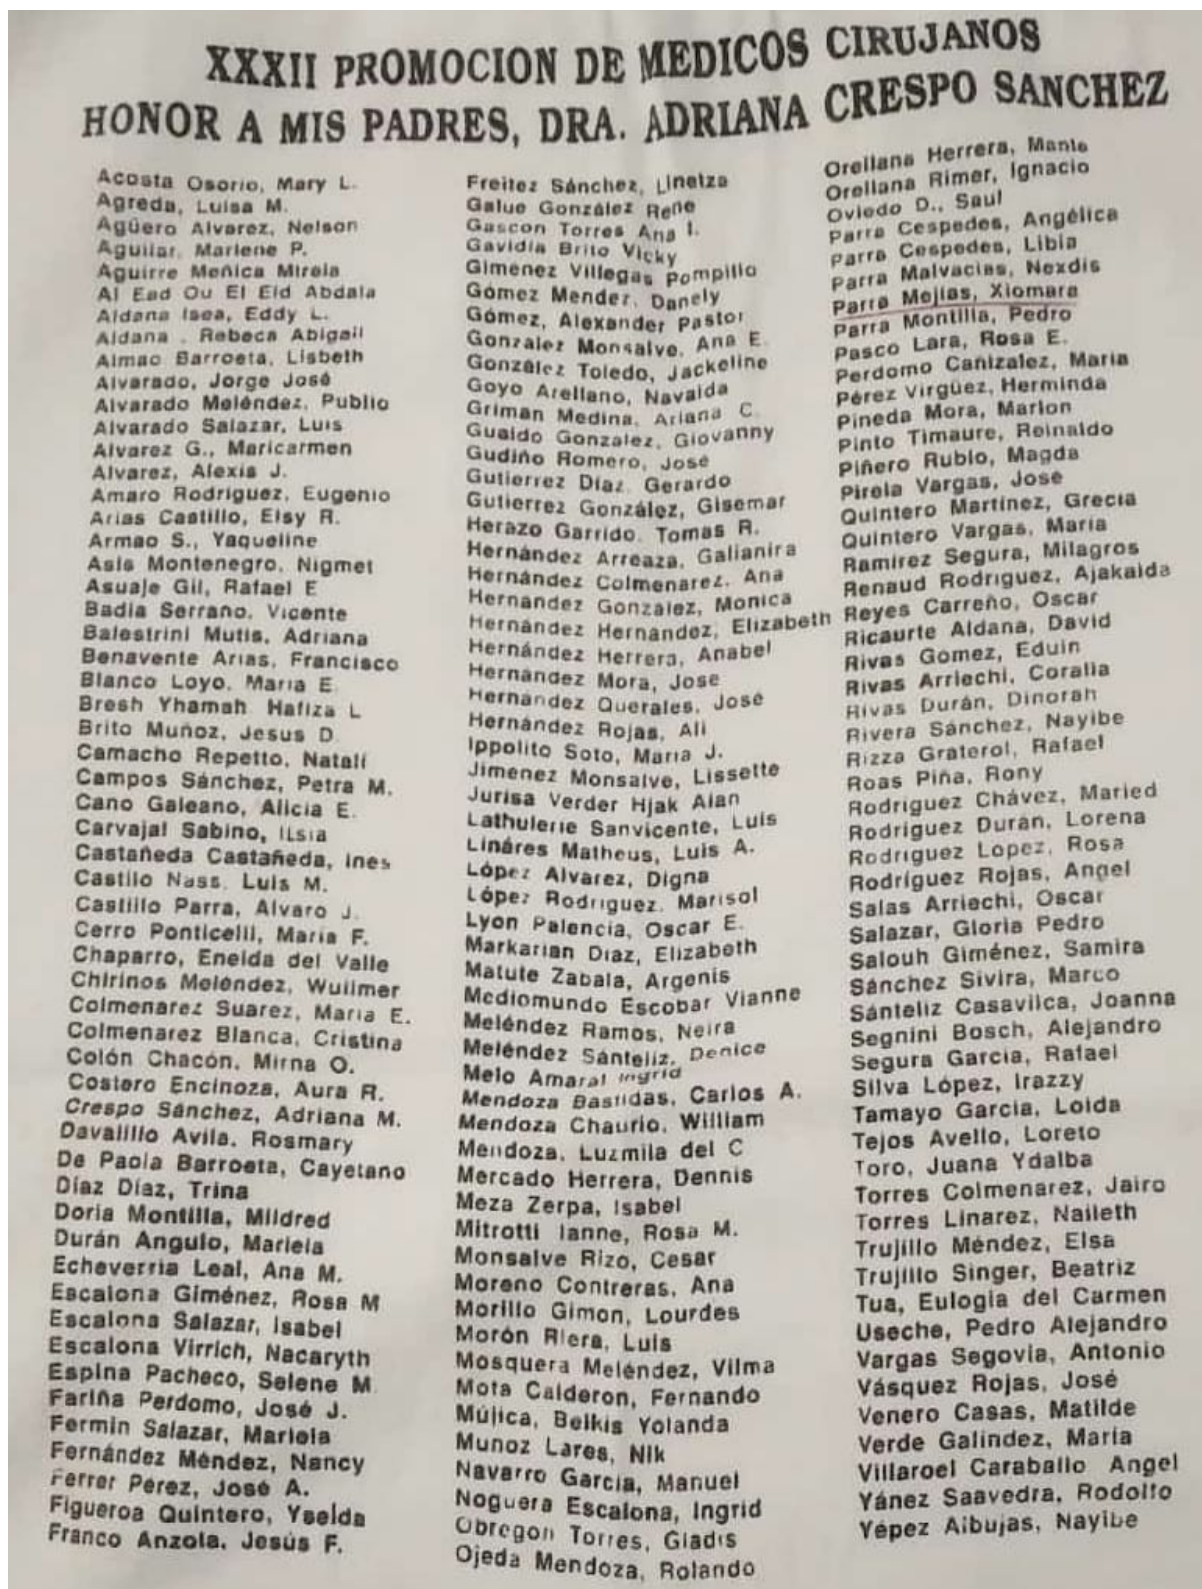 XXXII PROMOCION DE MEDICOS CIRUJANOS
HONOR A MIS PADRES, DRA. ADRIANA CRESPO SANCHEZ
Acosta Osorio, Mary L.
Agreda, Luisa M.
Agüero Alvarez, Nelson
Aguilar, Marlene P.
Aguirre Meñica Mirela
Al Ead Ou El Eid Abdala
Aldana Isea, Eddy L.
Aldana , Rebeca Abigail
Almao Barroeta, Lisbeth
Alvarado, Jorge José
Alvarado Meléndez, Publio
Alvarado Salazar, Luis
Alvarez G., Maricarmen
Alvarez, Alexis J.
Amaro Rodriguez, Eugenio
Arias Castillo, Elsy R.
Armao S., Yaqueline
Asis Montenegro, Nigmet
Asuaje Gil, Rafael E
Badia Serrano, Vicente
Balestrini Mutis, Adriana
Benavente Arias, Francisco
Blanco Loyo, Maria E.
Bresh Yhamah Hafiza L
Brito Muñoz, Jesus D.
Camacho Repetto, Natalí
Campos Sánchez, Petra M.
Cano Galeano, Alicia E.
Carvajal Sabino, ILsia
Castañeda Castañeda, Ines
Castilo Nass, Luis M.
Castillo Parra, Alvaro J.
Cerro Ponticelli, Maria F.
Chaparro, Eneida del Valle
Chirinos Meléndez, Wuilmer
Colmenarez Suarez, Maria E.
Colmenarez Blanca, Cristina
Colón Chacón, Mirna O.
Costero Encinoza, Aura R.
Crespo Sánchez, Adriana M.
Davalillo Avila, Rosmary
De Paola Barroeta, Cayetano
Díaz Díaz, Trina
Doria Montilla, Mildred
Durán Angulo, Mariela
Echeverria Leal, Ana M.
Escalona Giménez, Rosa M
Escalona Salazar, Isabel
Escalona Virrich, Nacaryth
Espina Pacheco, Selene M.
Fariña Perdomo, José J.
Fermin Salazar, Mariela
Fernández Méndez, Nancy
Ferrer Pérez, José A.
Figueroa Quintero, Yselda
Franco Anzola, Jesús F.
Freitez Sánchez, Linetza
Galue González Rene
Gascon Torres Ana I.
Gavidia Brito Vicky
Gimenez Villegas Pompilio
Gómez Mendez, Danely
Gómez, Alexander Pastor
Gonzalez Monsalve, Ana E.
González Toledo, Jackeline
Goyo Arellano, Navaida
Griman Medina, Ariana C.
Gualdo Gonzalez, Giovanny
Gudiño Romero, José
Gutierrez Díaz, Gerardo
Gutierrez González, Gisemar
Herazo Garrido, Tomas R.
Hernández Arreaza, Galianira
Hernández Colmenarez, Ana
Hernandez González, Monica
Hernández Hernandez, Elizabeth
Hernández Herrera, Anabel
Hernández Mora, Jose
Hernandez Querales, José
Hernández Rojas, Ali
Ippolito Soto, Maria J.
Jimenez Monsalve, Lissette
Jurisa Verder Hjak Alan
Lathulerie Sanvicente, Luis
Lináres Matheus, Luis A.
López Alvarez, Digna
López Rodriguez, Marisol
Lyon Palencia, Oscar E.
Markarian Diaz, Elizabeth
Matute Zabala, Argenis
Mediomundo Escobar Vianne
Meléndez Ramos, Neira
Meléndez Sánteliz, Denice
Melo Amaral Ingrid
Mendoza Bastidas, Carlos A.
Mendoza Chaurio, William
Mendoza, Luzmila del C
Mercado Herrera, Dennis
Meza Zerpa, Isabel
Mitrotti Ianne, Rosa M.
Monsalve Rizo, Cesar
Moreno Contreras, Ana
Morillo Gimon, Lourdes
Morón Riera, Luis
Mosquera Meléndez, Vilma
Mota Calderon, Fernando
Mújica, Belkis Yolanda
Munoz Lares, Nik
Navarro García, Manuel
Noguera Escalona, Ingrid
Obregon Torres, Gladis
Ojeda Mendoza, Rolando
Orellana Herrera, Mante
Orellana Rimer, Ignacio
Oviedo D., Saul
Parra Cespedes, Angélica
Parra Cespedes, Libia
Parra Malvacias, Nexdis
Parra Mejias, Xiomara
Parra Montilla, Pedro
Pasco Lara, Rosa E.
Perdomo Cañizalez, Maria
Pérez Virgüez, Herminda
Pineda Mora, Marlon
Pinto Timaure, Reinaldo
Piñero Rubio, Magda
Pirela Vargas, José
Quintero Martínez, Grecia
Quintero Vargas, María
Ramirez Segura, Milagros
Renaud Rodriguez, Ajakaida
Reyes Carreño, Oscar
Ricaurte Aldana, David
Rivas Gomez, Eduin
Rivas Arriechi, Coralia
Rivas Durán, Dinorah
Rivera Sánchez, Nayibe
Rizza Graterol, Rafael
Roas Piña, Rony
Rodriguez Chávez, Maried
Rodriguez Durán, Lorena
Rodriguez Lopez, Rosa
Rodríguez Rojas, Angel
Salas Arriechi, Oscar
Salazar, Gloria Pedro
Salouh Giménez, Samira
Sánchez Sivira, Marco
Sánteliz Casavilca, Joanna
Segnini Bosch, Alejandro
Segura Garcia, Rafael
Silva López, Irazzy
Tamayo Garcia, Loida
Tejos Avello, Loreto
Toro, Juana Ydalba
Torres Colmenarez, Jairo
Torres Linarez, Naileth
Trujillo Méndez, Elsa
Trujillo Singer, Beatriz
Tua, Eulogia del Carmen
Useche, Pedro Alejandro
Vargas Segovia, Antonio
Vásquez Rojas, José
Venero Casas, Matilde
Verde Galindez, Maria
Villaroel Caraballo Angel
Yánez Saavedra, Rodolfo
Yépez Aibujas, Nayibe